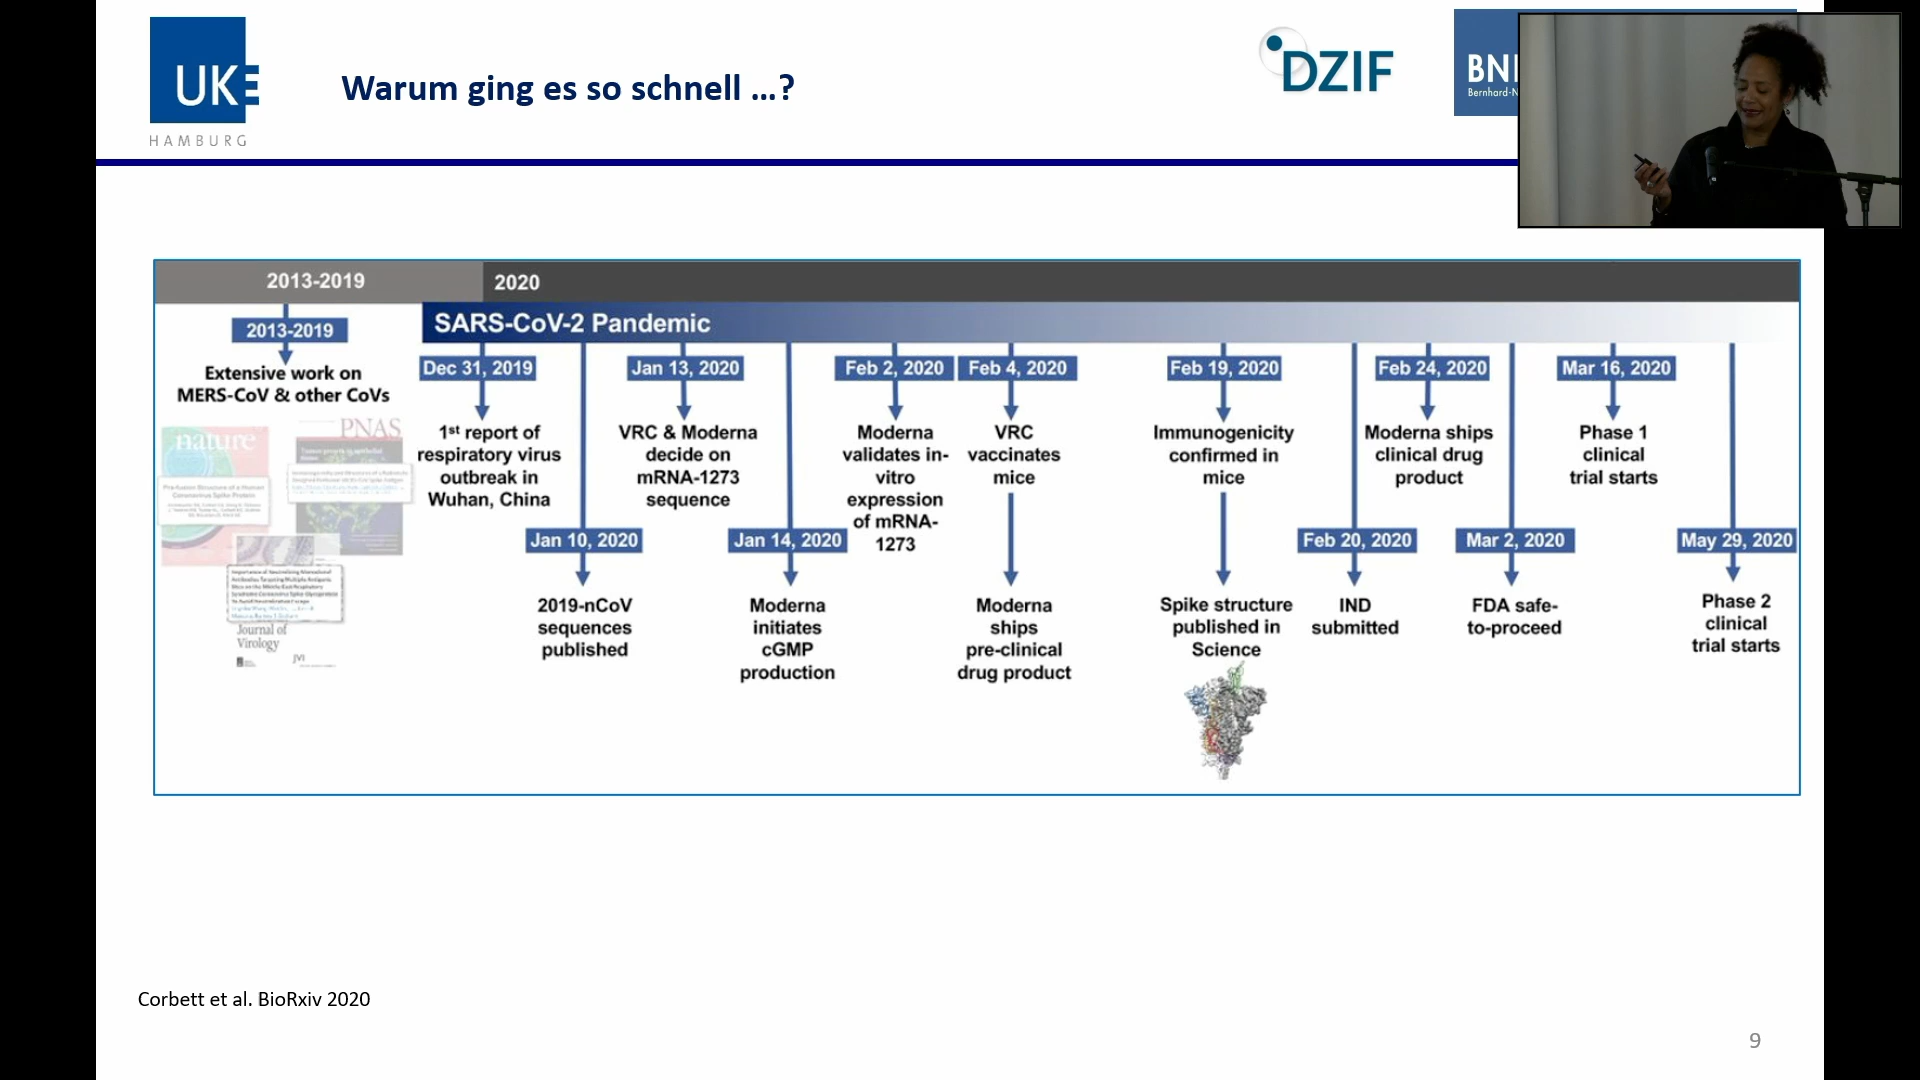 UKE
HAMBURG
Warum ging es so schnell ...?
DZIF
Bernhard-N
2013-2019
2020
2013-2019
SARS-CoV-2 Pandemic
Extensive work on
MERS-CoV & other CoVs
nature
PNAS
Journal of
Virology
JVI
Dec 31, 2019
1st report of
respiratory virus
outbreak in
Wuhan, China
Jan 10, 2020
2019-nCoV
sequences
published
Jan 13, 2020
VRC & Moderna
decide on
mRNA-1273
sequence
Jan 14, 2020
Moderna
initiates
cGMP
production
Feb 2, 2020
Moderna
validates in-
vitro
expression
of mRNA-
1273
Feb 4, 2020
VRC
vaccinates
mice
Moderna
ships
pre-clinical
drug product
Feb 19, 2020
Immunogenicity
confirmed in
mice
Spike structure
published in
Science
Feb 20, 2020
IND
submitted
Feb 24, 2020
Moderna ships
clinical drug
product
Mar 2, 2020
FDA safe-
to-proceed
Mar 16, 2020
Phase 1
clinical
trial starts
May 29, 2020
Phase 2
clinical
trial starts
Corbett et al. BioRxiv 2020
9